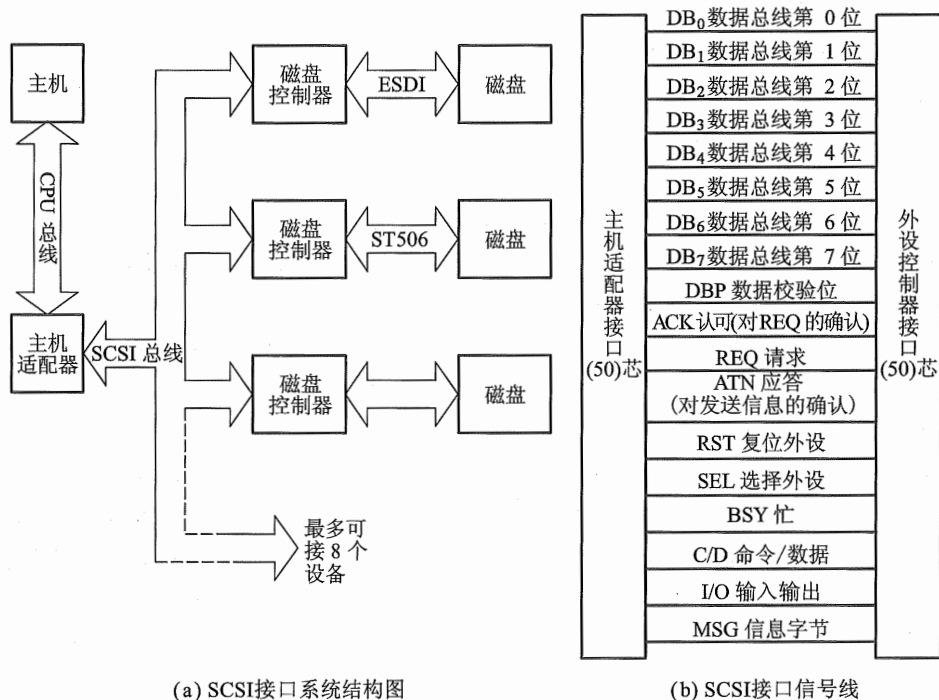 主机
CPU 总线
主机
适配器
SCSI 总线
磁盘
控制器
ESDI
磁盘
磁盘
控制器
ST506
磁盘
磁盘
控制器
磁盘
最多可
接 8 个
设备
(a) SCSI接口系统结构图
主机适配器接口
(50)芯
DB₀数据总线第 0 位
DB₁数据总线第 1 位
DB₂数据总线第 2 位
DB₃数据总线第 3 位
DB₄数据总线第 4 位
DB₅数据总线第 5 位
DB₆数据总线第 6 位
DB₇数据总线第 7 位
DBP 数据校验位
ACK 认可(对 REQ 的确认)
REQ 请求
ATN 应答
(对发送信息的确认)
RST 复位外设
SEL 选择外设
BSY 忙
C/D 命令/数据
I/O 输入输出
MSG 信息字节
外设控制器接口
(50)芯
(b) SCSI接口信号线